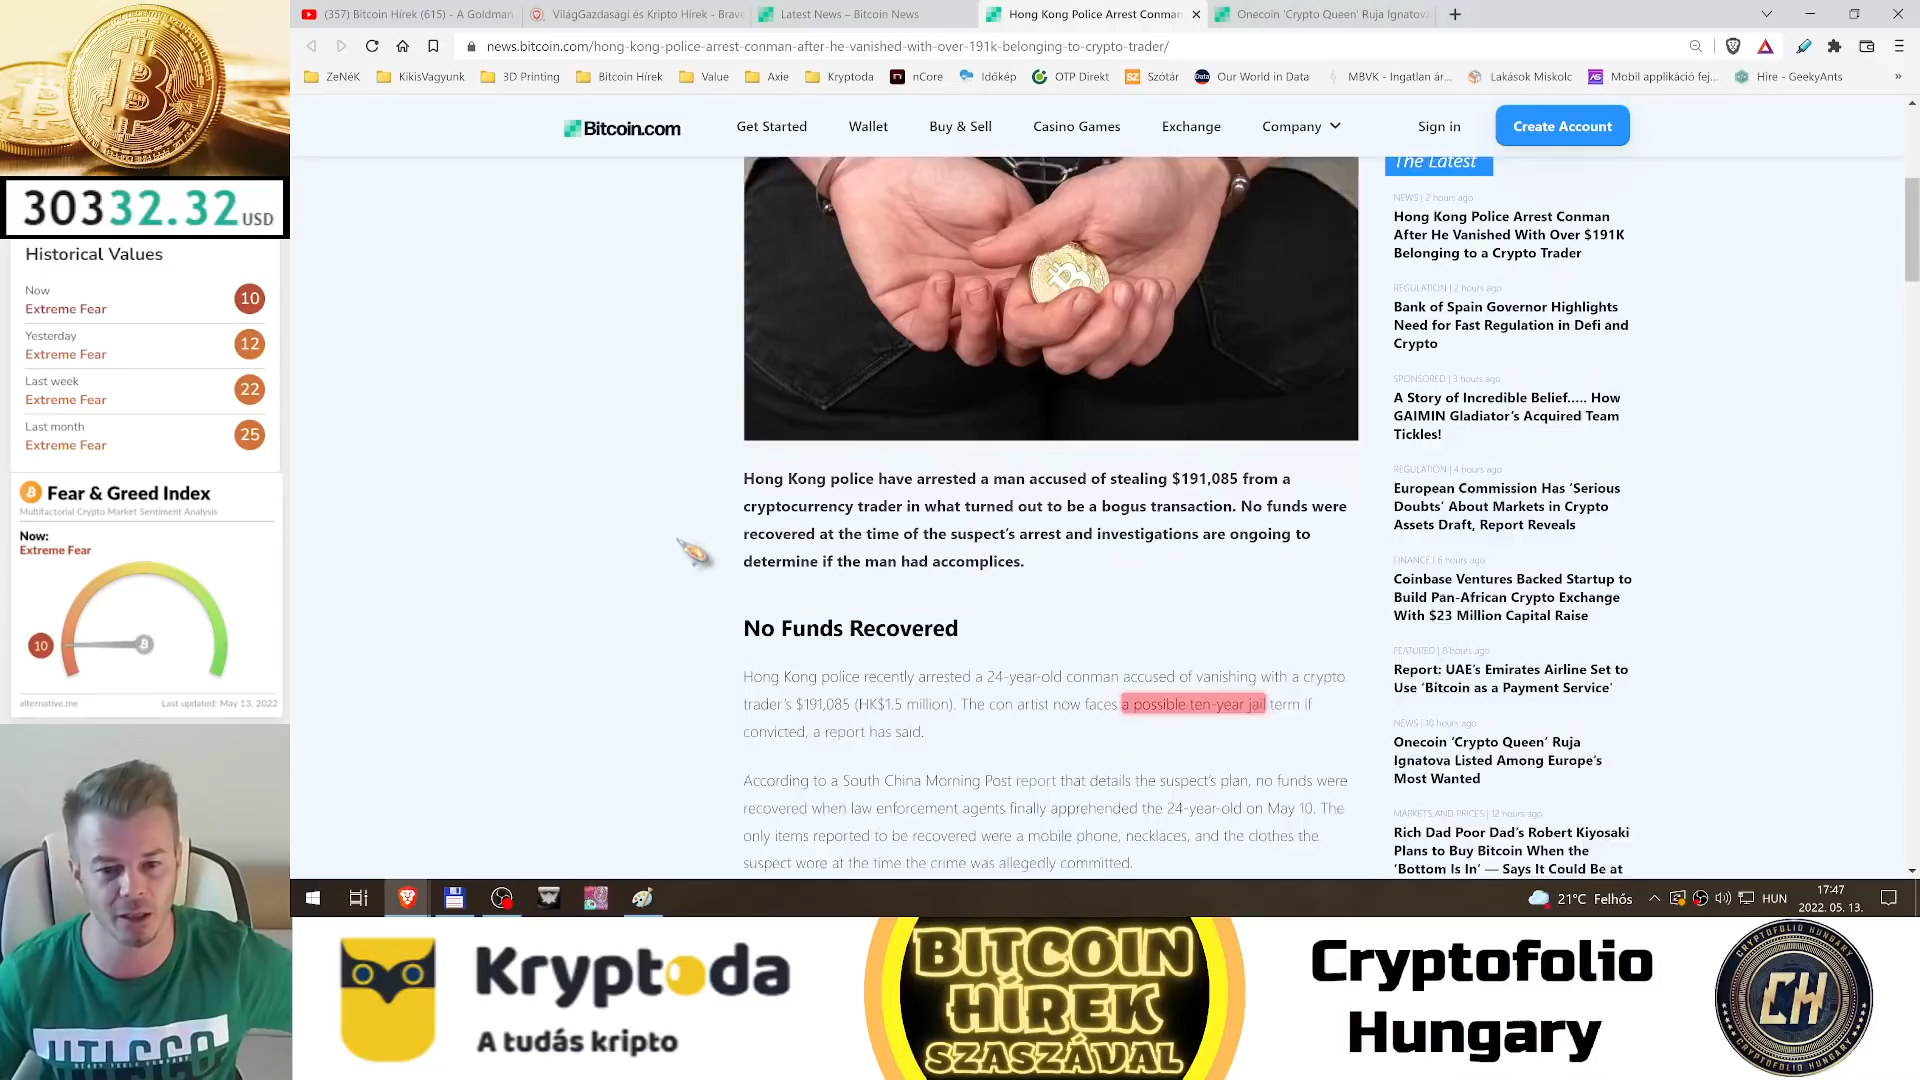 (357) Bitcoin Hírek (615) - A Goldman
VilágGazdasági és Kripto Hírek - Brave
Latest News – Bitcoin News
Hong Kong Police Arrest Conman
Onecoin 'Crypto Queen' Ruja Ignatova
news.bitcoin.com/hong-kong-police-arrest-conman-after-he-vanished-with-over-191k-belonging-to-crypto-trader/
ZeNéK
KikisVagyunk
3D Printing
Bitcoin Hírek
Value
Axie
Kryptoda
nCore
Időkép
OTP Direkt
Szótár
Our World in Data
MBVK - Ingatlan ár...
Lakások Miskolc
Mobil applikáció fej...
Hire - GeekyAnts
Bitcoin.com
Get Started
Wallet
Buy & Sell
Casino Games
Exchange
Company
Sign in
Create Account
30332.32 USD
Historical Values
Now
Extreme Fear
10
Yesterday
Extreme Fear
12
Last week
Extreme Fear
22
Last month
Extreme Fear
25
Fear & Greed Index
Multifactorial Crypto Market Sentiment Analysis
Now:
Extreme Fear
10
alternative.me
Last updated: May 13, 2022
Hong Kong police have arrested a man accused of stealing $191,085 from a
cryptocurrency trader in what turned out to be a bogus transaction. No funds were
recovered at the time of the suspect's arrest and investigations are ongoing to
determine if the man had accomplices.
No Funds Recovered
Hong Kong police recently arrested a 24-year-old conman accused of vanishing with a crypto
trader's $191,085 (HK$1.5 million). The con artist now faces a possible ten-year jail term if
convicted, a report has said.
According to a South China Morning Post report that details the suspect's plan, no funds were
recovered when law enforcement agents finally apprehended the 24-year-old on May 10. The
only items reported to be recovered were a mobile phone, necklaces, and the clothes the
suspect wore at the time the crime was allegedly committed.
The Latest
NEWS | 2 hours ago
Hong Kong Police Arrest Conman
After He Vanished With Over $191K
Belonging to a Crypto Trader
REGULATION | 2 hours ago
Bank of Spain Governor Highlights
Need for Fast Regulation in Defi and
Crypto
SPONSORED | 3 hours ago
A Story of Incredible Belief..... How
GAIMIN Gladiator's Acquired Team
Tickles!
REGULATION | 4 hours ago
European Commission Has 'Serious
Doubts' About Markets in Crypto
Assets Draft, Report Reveals
FINANCE | 6 hours ago
Coinbase Ventures Backed Startup to
Build Pan-African Crypto Exchange
With $23 Million Capital Raise
FEATURED | 8 hours ago
Report: UAE's Emirates Airline Set to
Use 'Bitcoin as a Payment Service'
NEWS | 10 hours ago
Onecoin 'Crypto Queen' Ruja
Ignatova Listed Among Europe's
Most Wanted
MARKETS AND PRICES | 12 hours ago
Rich Dad Poor Dad's Robert Kiyosaki
Plans to Buy Bitcoin When the
'Bottom Is In' — Says It Could Be at
21°C Felhős
HUN
17:47
2022. 05. 13.
Kryptoda
A tudás kripto
BITCOIN
HÍREK
SZASZÁVAL
Cryptofolio
Hungary
CRYPTOFOLIO HUNGARY
CH
CRYPTOFOLIO HUNGARY